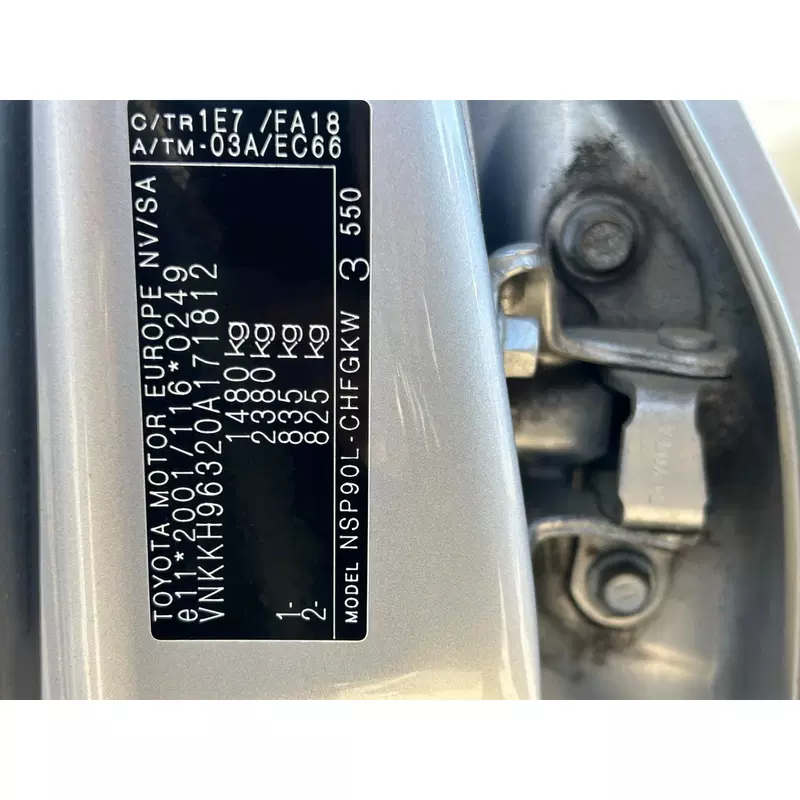 TOYOTA MOTOR EUROPE NV/SA
e11*2001/116*0249
VNKKH96320A171812
1480 kg
2380 kg
1- 835 kg
2- 825 kg
MODEL NSP90L-CHFGKW 3 550
C/TR1E7 /FA18
A/TM-03A/EC66
TOYOTA